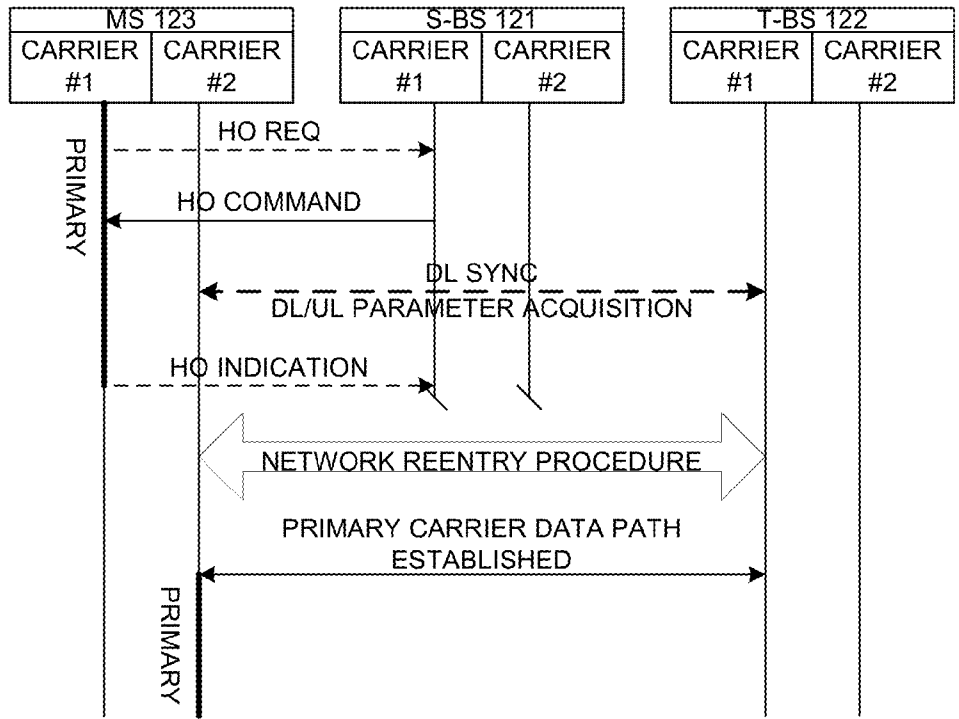 MS 123
S-BS 121
T-BS 122
CARRIER #1
CARRIER #2
CARRIER #1
CARRIER #2
CARRIER #1
CARRIER #2
PRIMARY
HO REQ
HO COMMAND
DL SYNC
DL/UL PARAMETER ACQUISITION
HO INDICATION
NETWORK REENTRY PROCEDURE
PRIMARY CARRIER DATA PATH
ESTABLISHED
PRIMARY